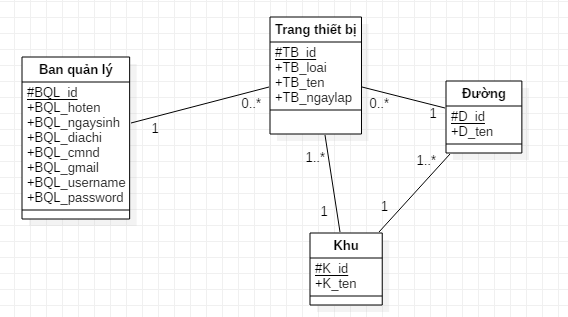 Ban quản lý
#BQL_id
+BQL_hoten
+BQL_ngaysinh
+BQL_diachi
+BQL_cmnd
+BQL_gmail
+BQL_username
+BQL_password
1
0..*
Trang thiết bị
#TB_id
+TB_loai
+TB_ten
+TB_ngaylap
0..*
1
Đường
#D_id
+D_ten
1..*
1..*
1
1
Khu
#K_id
+K_ten